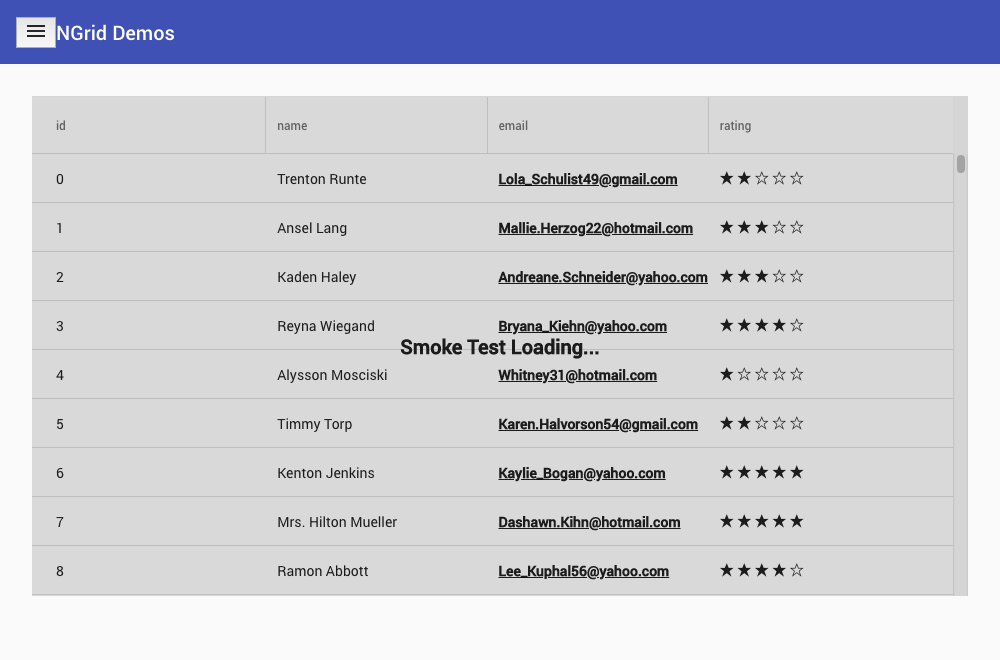 NGrid Demos
id name email rating
0 Trenton Runte Lola_Schulist49@gmail.com ★★☆☆☆
1 Ansel Lang Mallie.Herzog22@hotmail.com ★★★☆☆
2 Kaden Haley Andreane.Schneider@yahoo.com ★★★☆☆
3 Reyna Wiegand Bryana_Kiehn@yahoo.com ★★★★☆
Smoke Test Loading...
4 Alysson Mosciski Whitney31@hotmail.com ★☆☆☆☆
5 Timmy Torp Karen.Halvorson54@gmail.com ★★☆☆☆
6 Kenton Jenkins Kaylie_Bogan@yahoo.com ★★★★★
7 Mrs. Hilton Mueller Dashawn.Kihn@hotmail.com ★★★★★
8 Ramon Abbott Lee_Kuphal56@yahoo.com ★★★★☆